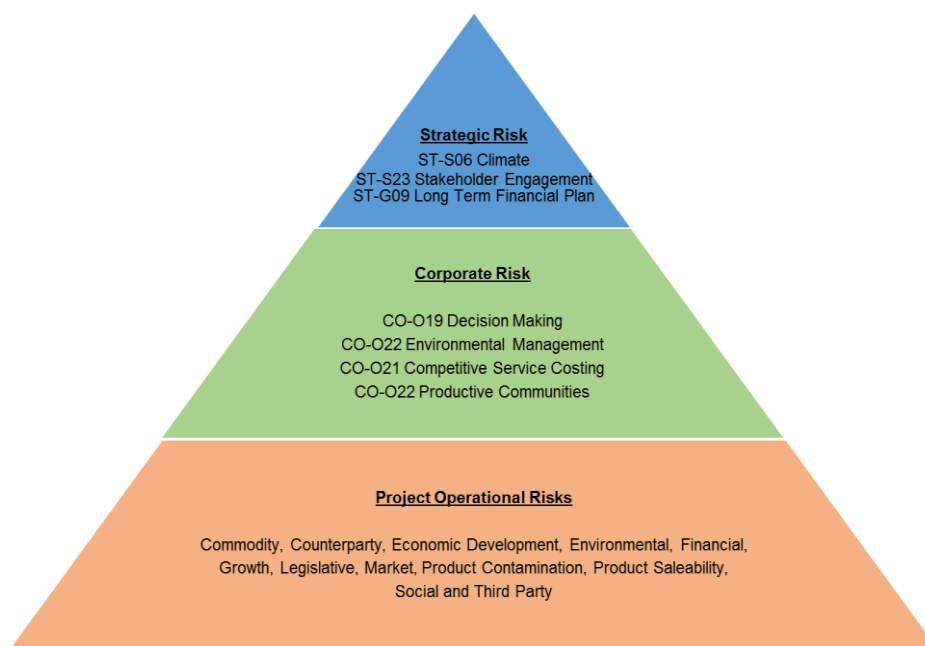 Strategic Risk
ST-S06 Climate
ST-S23 Stakeholder Engagement
ST-G09 Long Term Financial Plan
Corporate Risk
CO-O19 Decision Making
CO-O22 Environmental Management
CO-O21 Competitive Service Costing
CO-O22 Productive Communities
Project Operational Risks
Commodity, Counterparty, Economic Development, Environmental, Financial,
Growth, Legislative, Market, Product Contamination, Product Saleability,
Social and Third Party